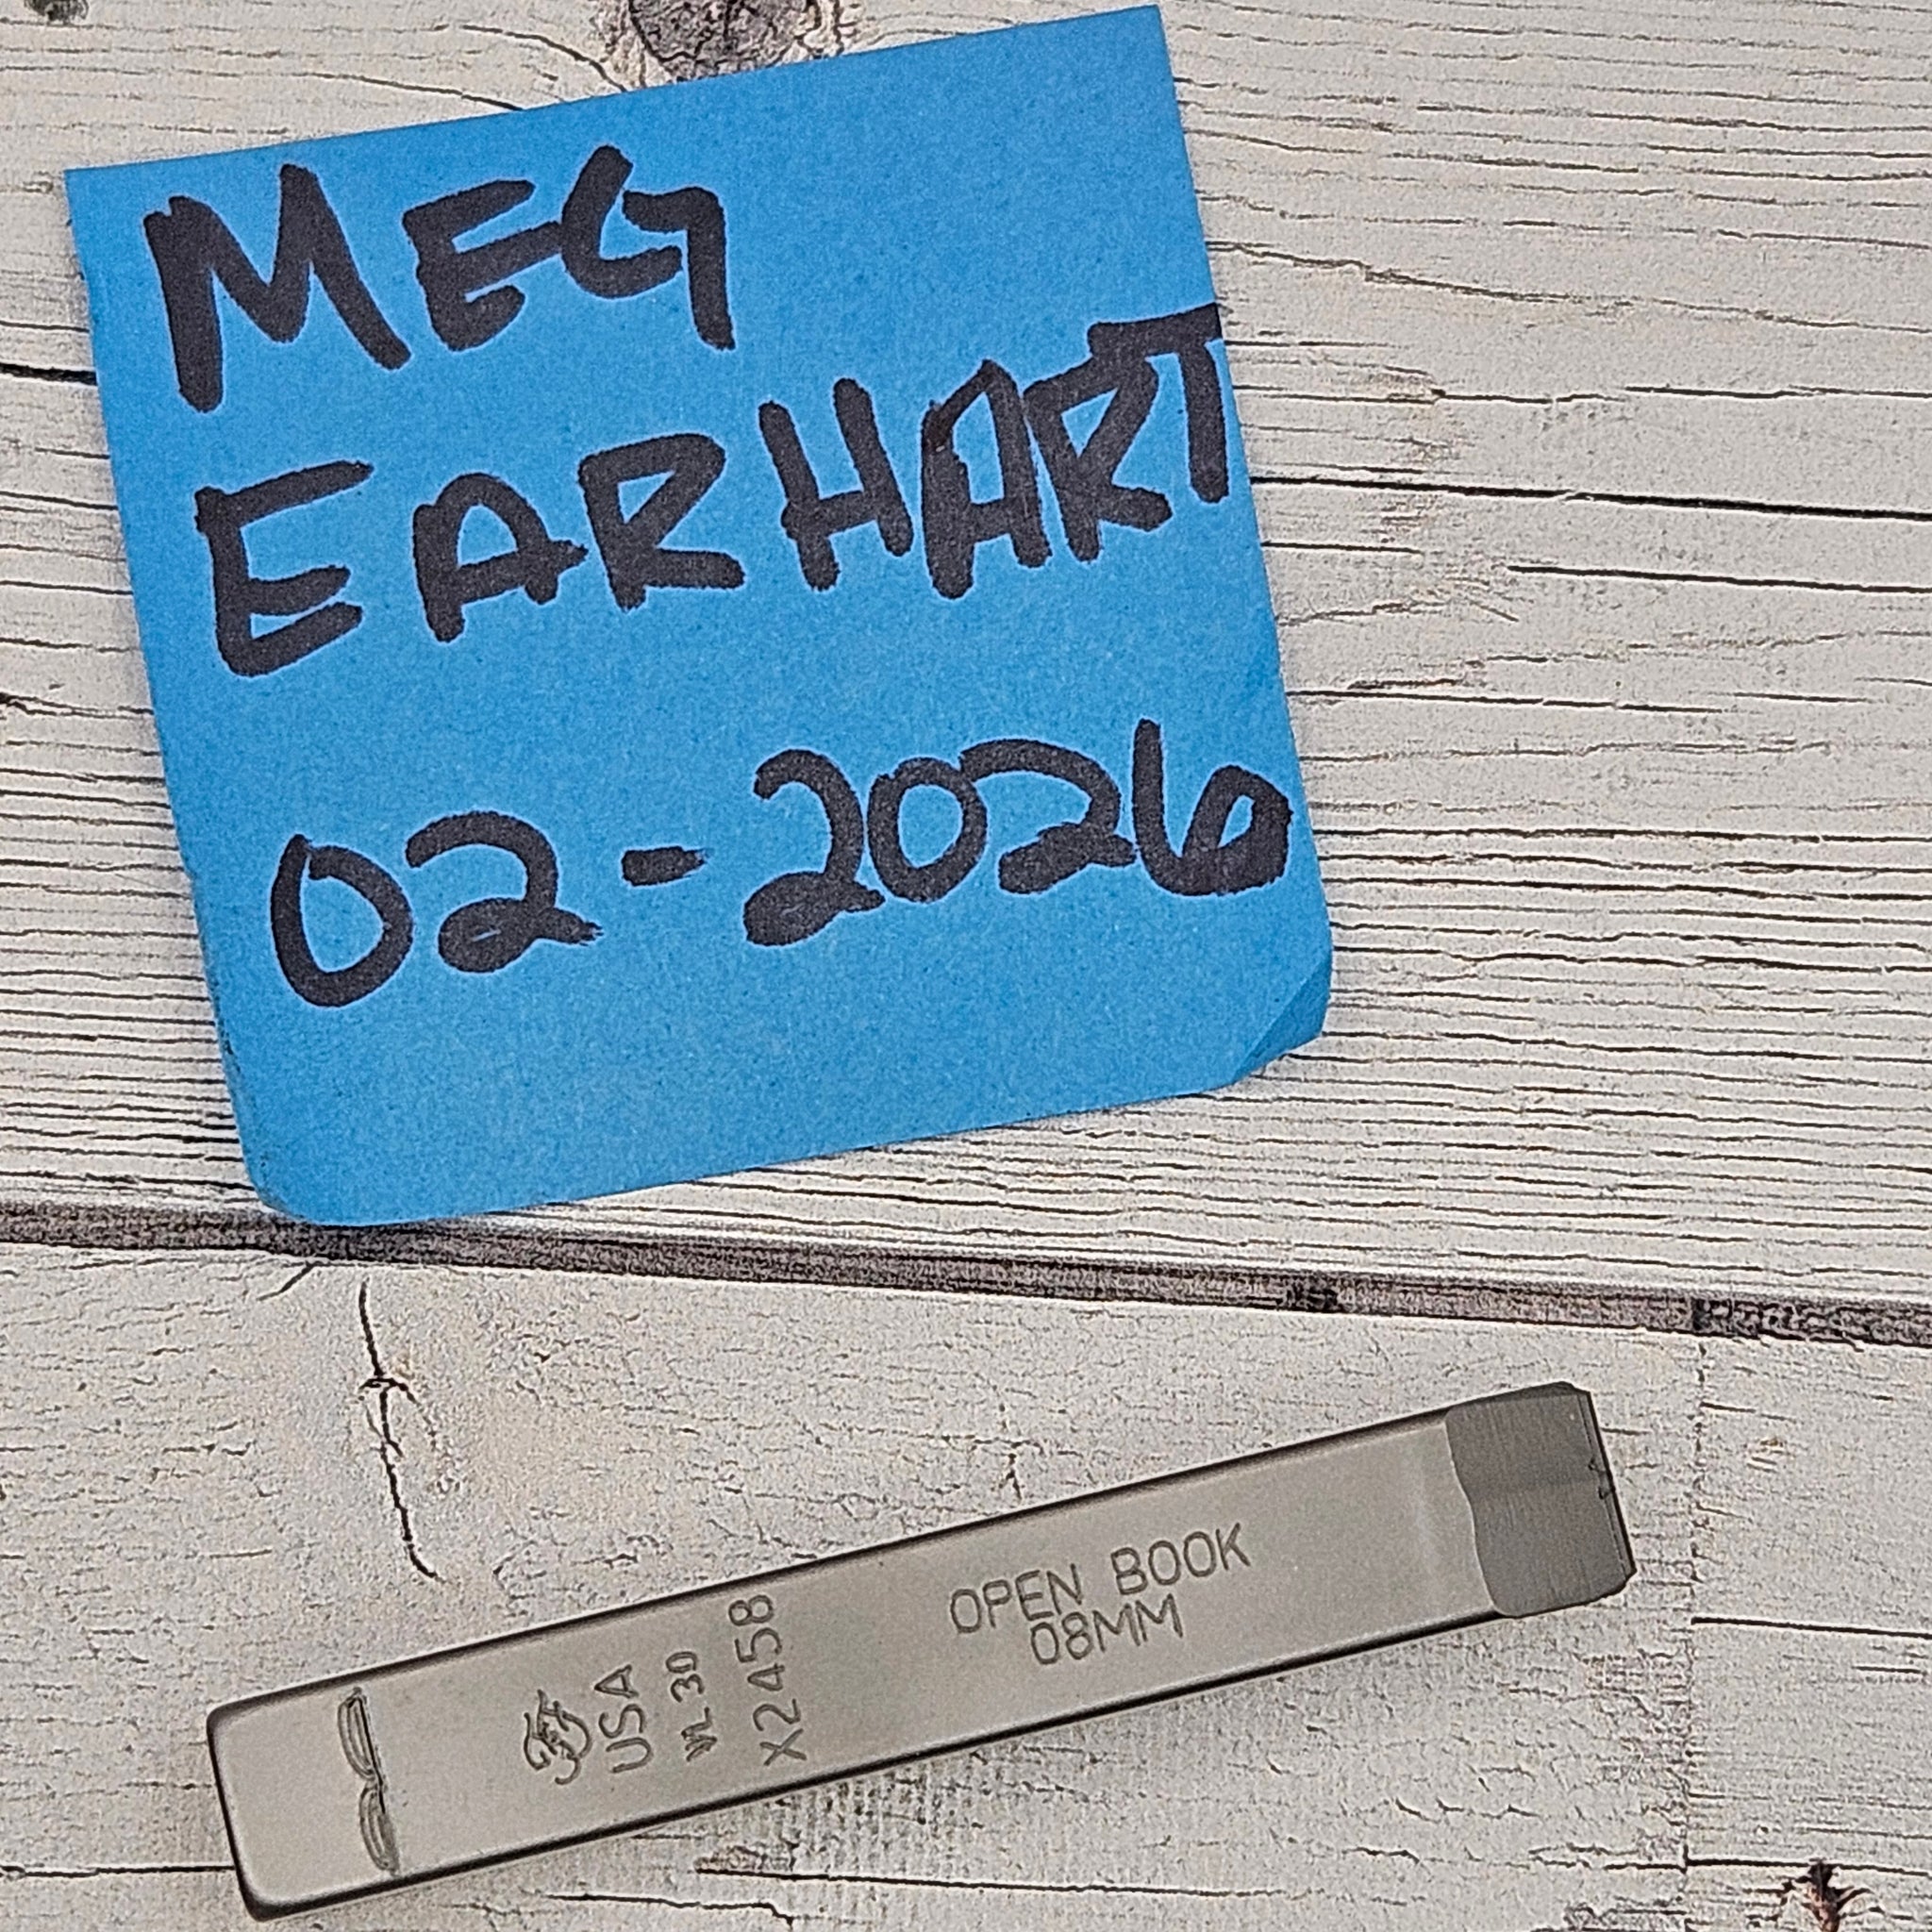 MEG
EARHART
02-2026
USA
WL 30
X2458
OPEN BOOK
08MM